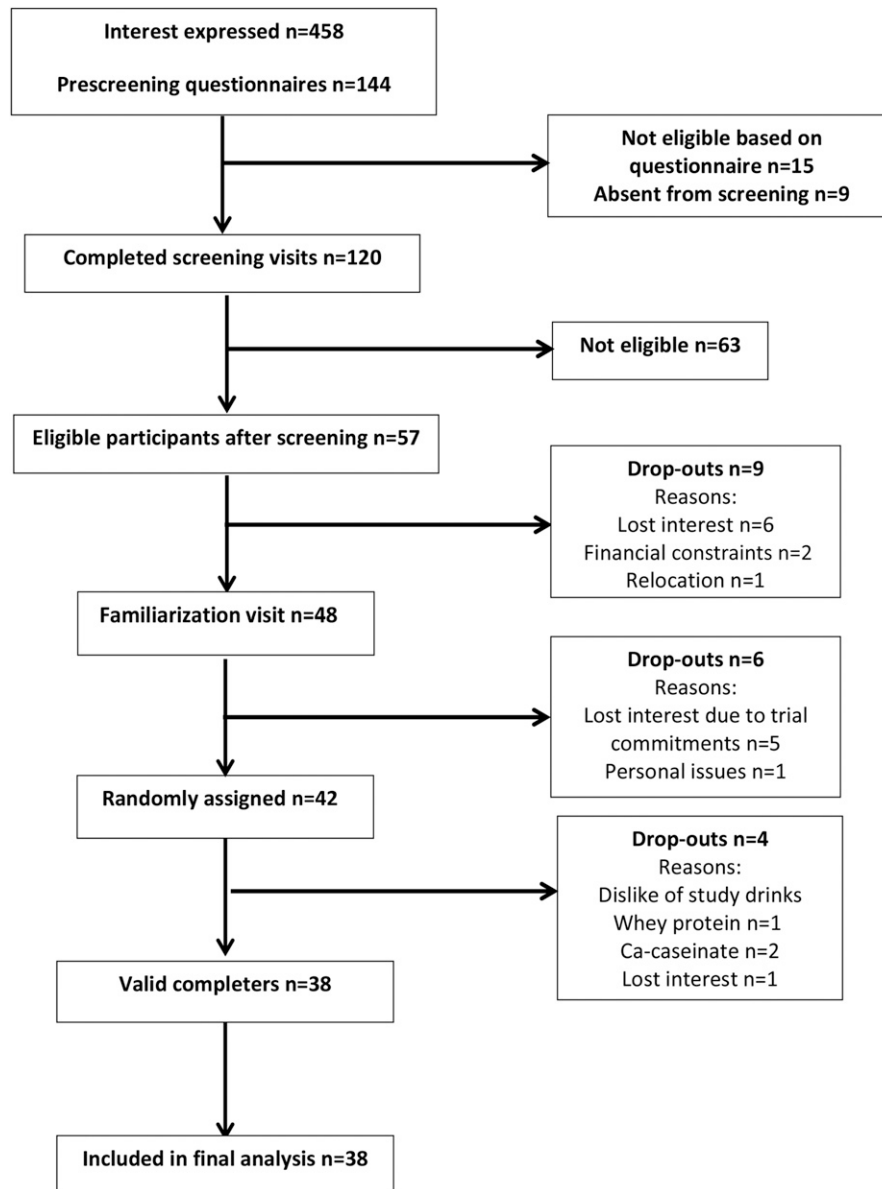 Interest expressed n=458
Prescreening questionnaires n=144
Not eligible based on
questionnaire n=15
Absent from screening n=9
Completed screening visits n=120
Not eligible n=63
Eligible participants after screening n=57
Drop-outs n=9
Reasons:
Lost interest n=6
Financial constraints n=2
Relocation n=1
Familiarization visit n=48
Drop-outs n=6
Reasons:
Lost interest due to trial
commitments n=5
Personal issues n=1
Randomly assigned n=42
Drop-outs n=4
Reasons:
Dislike of study drinks
Whey protein n=1
Ca-caseinate n=2
Lost interest n=1
Valid completers n=38
Included in final analysis n=38